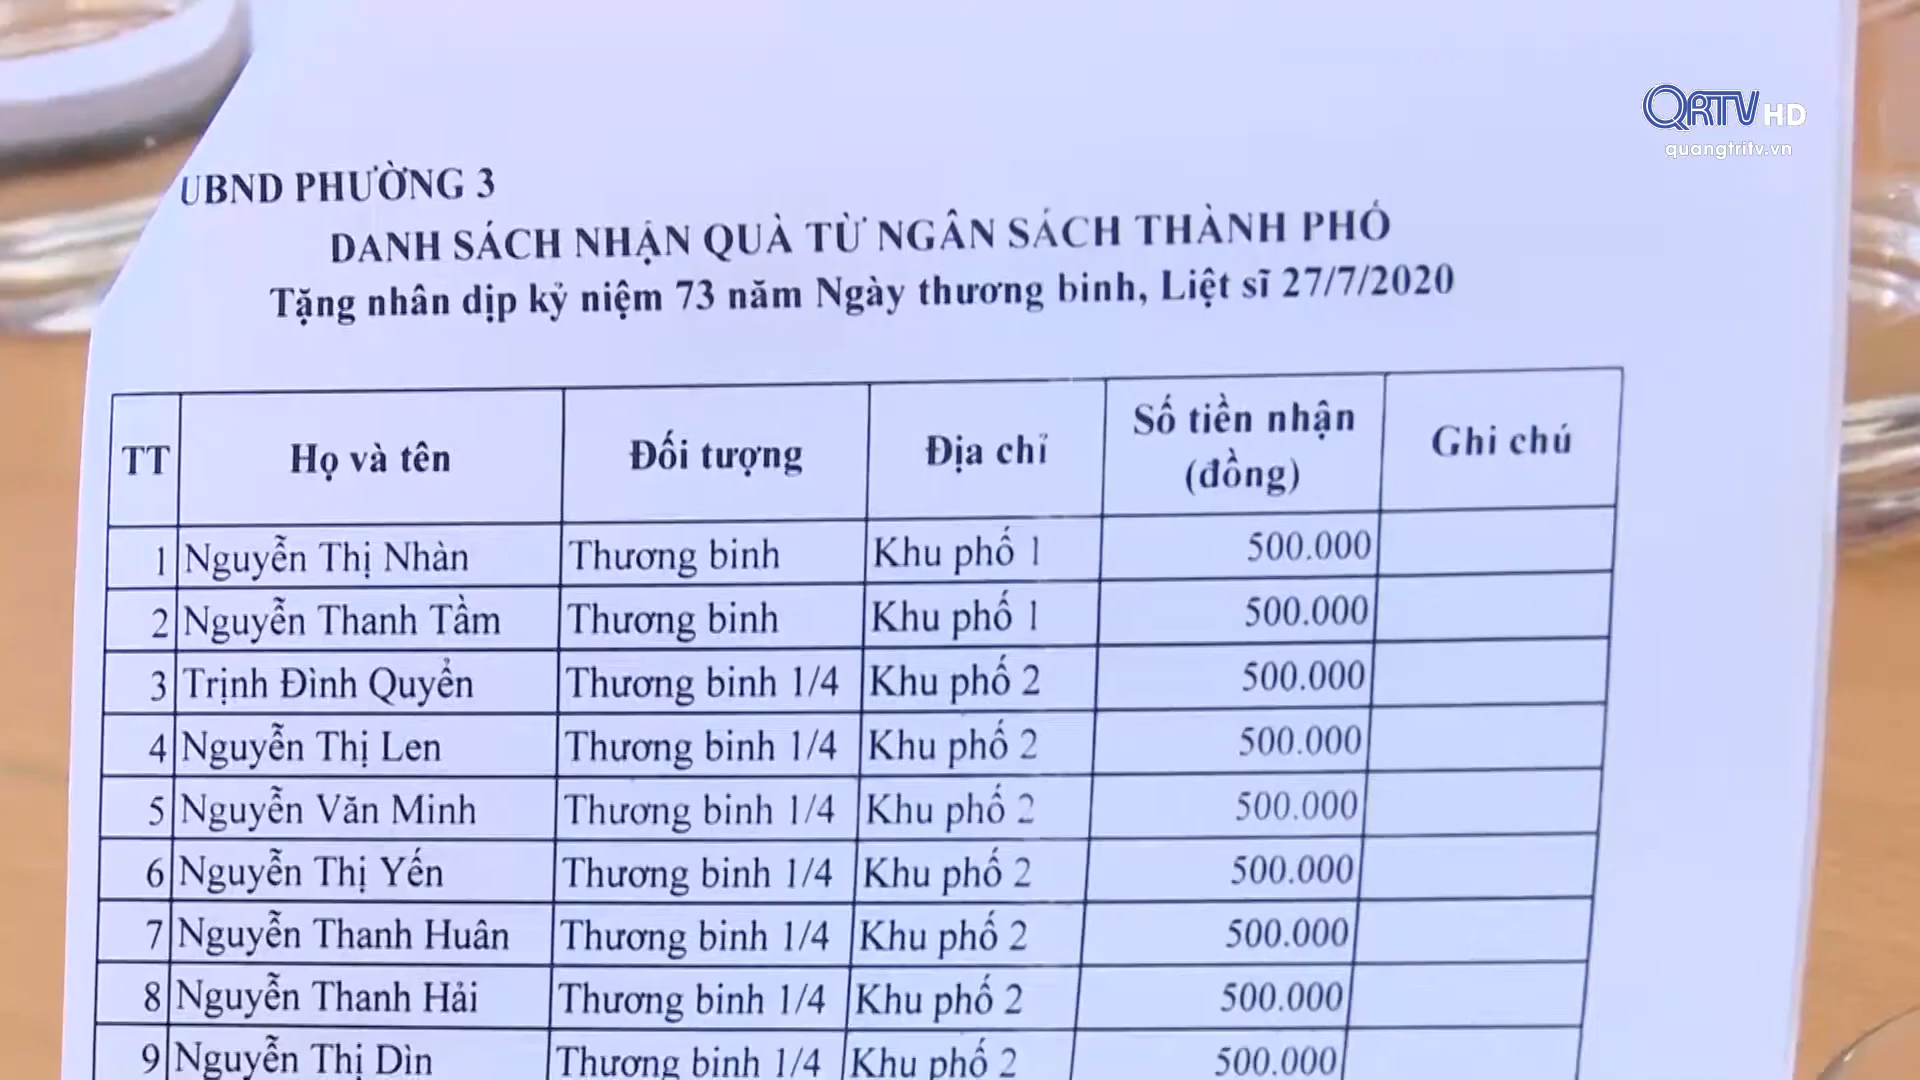 QRTV HD
quangtritv.vn
UBND PHƯỜNG 3
DANH SÁCH NHẬN QUÀ TỪ NGÂN SÁCH THÀNH PHỐ
Tặng nhân dịp kỷ niệm 73 năm Ngày thương binh, Liệt sĩ 27/7/2020
TT Họ và tên Đối tượng Địa chỉ Số tiền nhận (đồng) Ghi chú
1 Nguyễn Thị Nhàn Thương binh Khu phố 1 500.000
2 Nguyễn Thanh Tầm Thương binh Khu phố 1 500.000
3 Trịnh Đình Quyển Thương binh 1/4 Khu phố 2 500.000
4 Nguyễn Thị Len Thương binh 1/4 Khu phố 2 500.000
5 Nguyễn Văn Minh Thương binh 1/4 Khu phố 2 500.000
6 Nguyễn Thị Yến Thương binh 1/4 Khu phố 2 500.000
7 Nguyễn Thanh Huân Thương binh 1/4 Khu phố 2 500.000
8 Nguyễn Thanh Hải Thương binh 1/4 Khu phố 2 500.000
9 Nguyễn Thị Dìn Thương binh 1/4 Khu phố 2 500.000